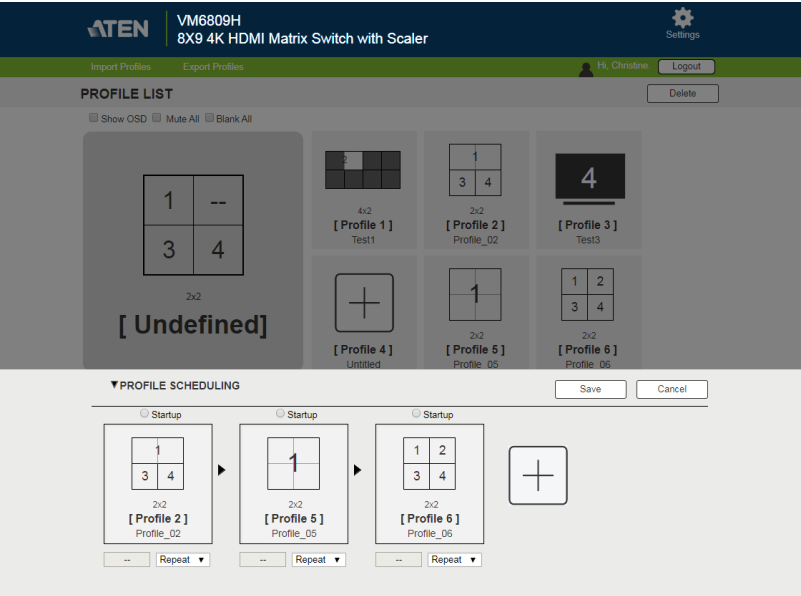 ATEN
VM6809H
8X9 4K HDMI Matrix Switch with Scaler
Settings
Import Profiles Export Profiles Hi, Christine Logout
PROFILE LIST Delete
Show OSD Mute All Blank All
1 --
3 4
2x2
[ Undefined]
2
4x2
[ Profile 1 ]
Test1
1
3 4
2x2
[ Profile 2 ]
Profile_02
4
[ Profile 3 ]
Test3
[ Profile 4 ]
Untitled
1
2x2
[ Profile 5 ]
Profile_05
1 2
3 4
2x2
[ Profile 6 ]
Profile_06
▼PROFILE SCHEDULING Save Cancel
Startup Startup Startup
1
3 4
2x2
[ Profile 2 ]
Profile_02
-- Repeat ▼
1
2x2
[ Profile 5 ]
Profile_05
-- Repeat ▼
1 2
3 4
2x2
[ Profile 6 ]
Profile_06
-- Repeat ▼